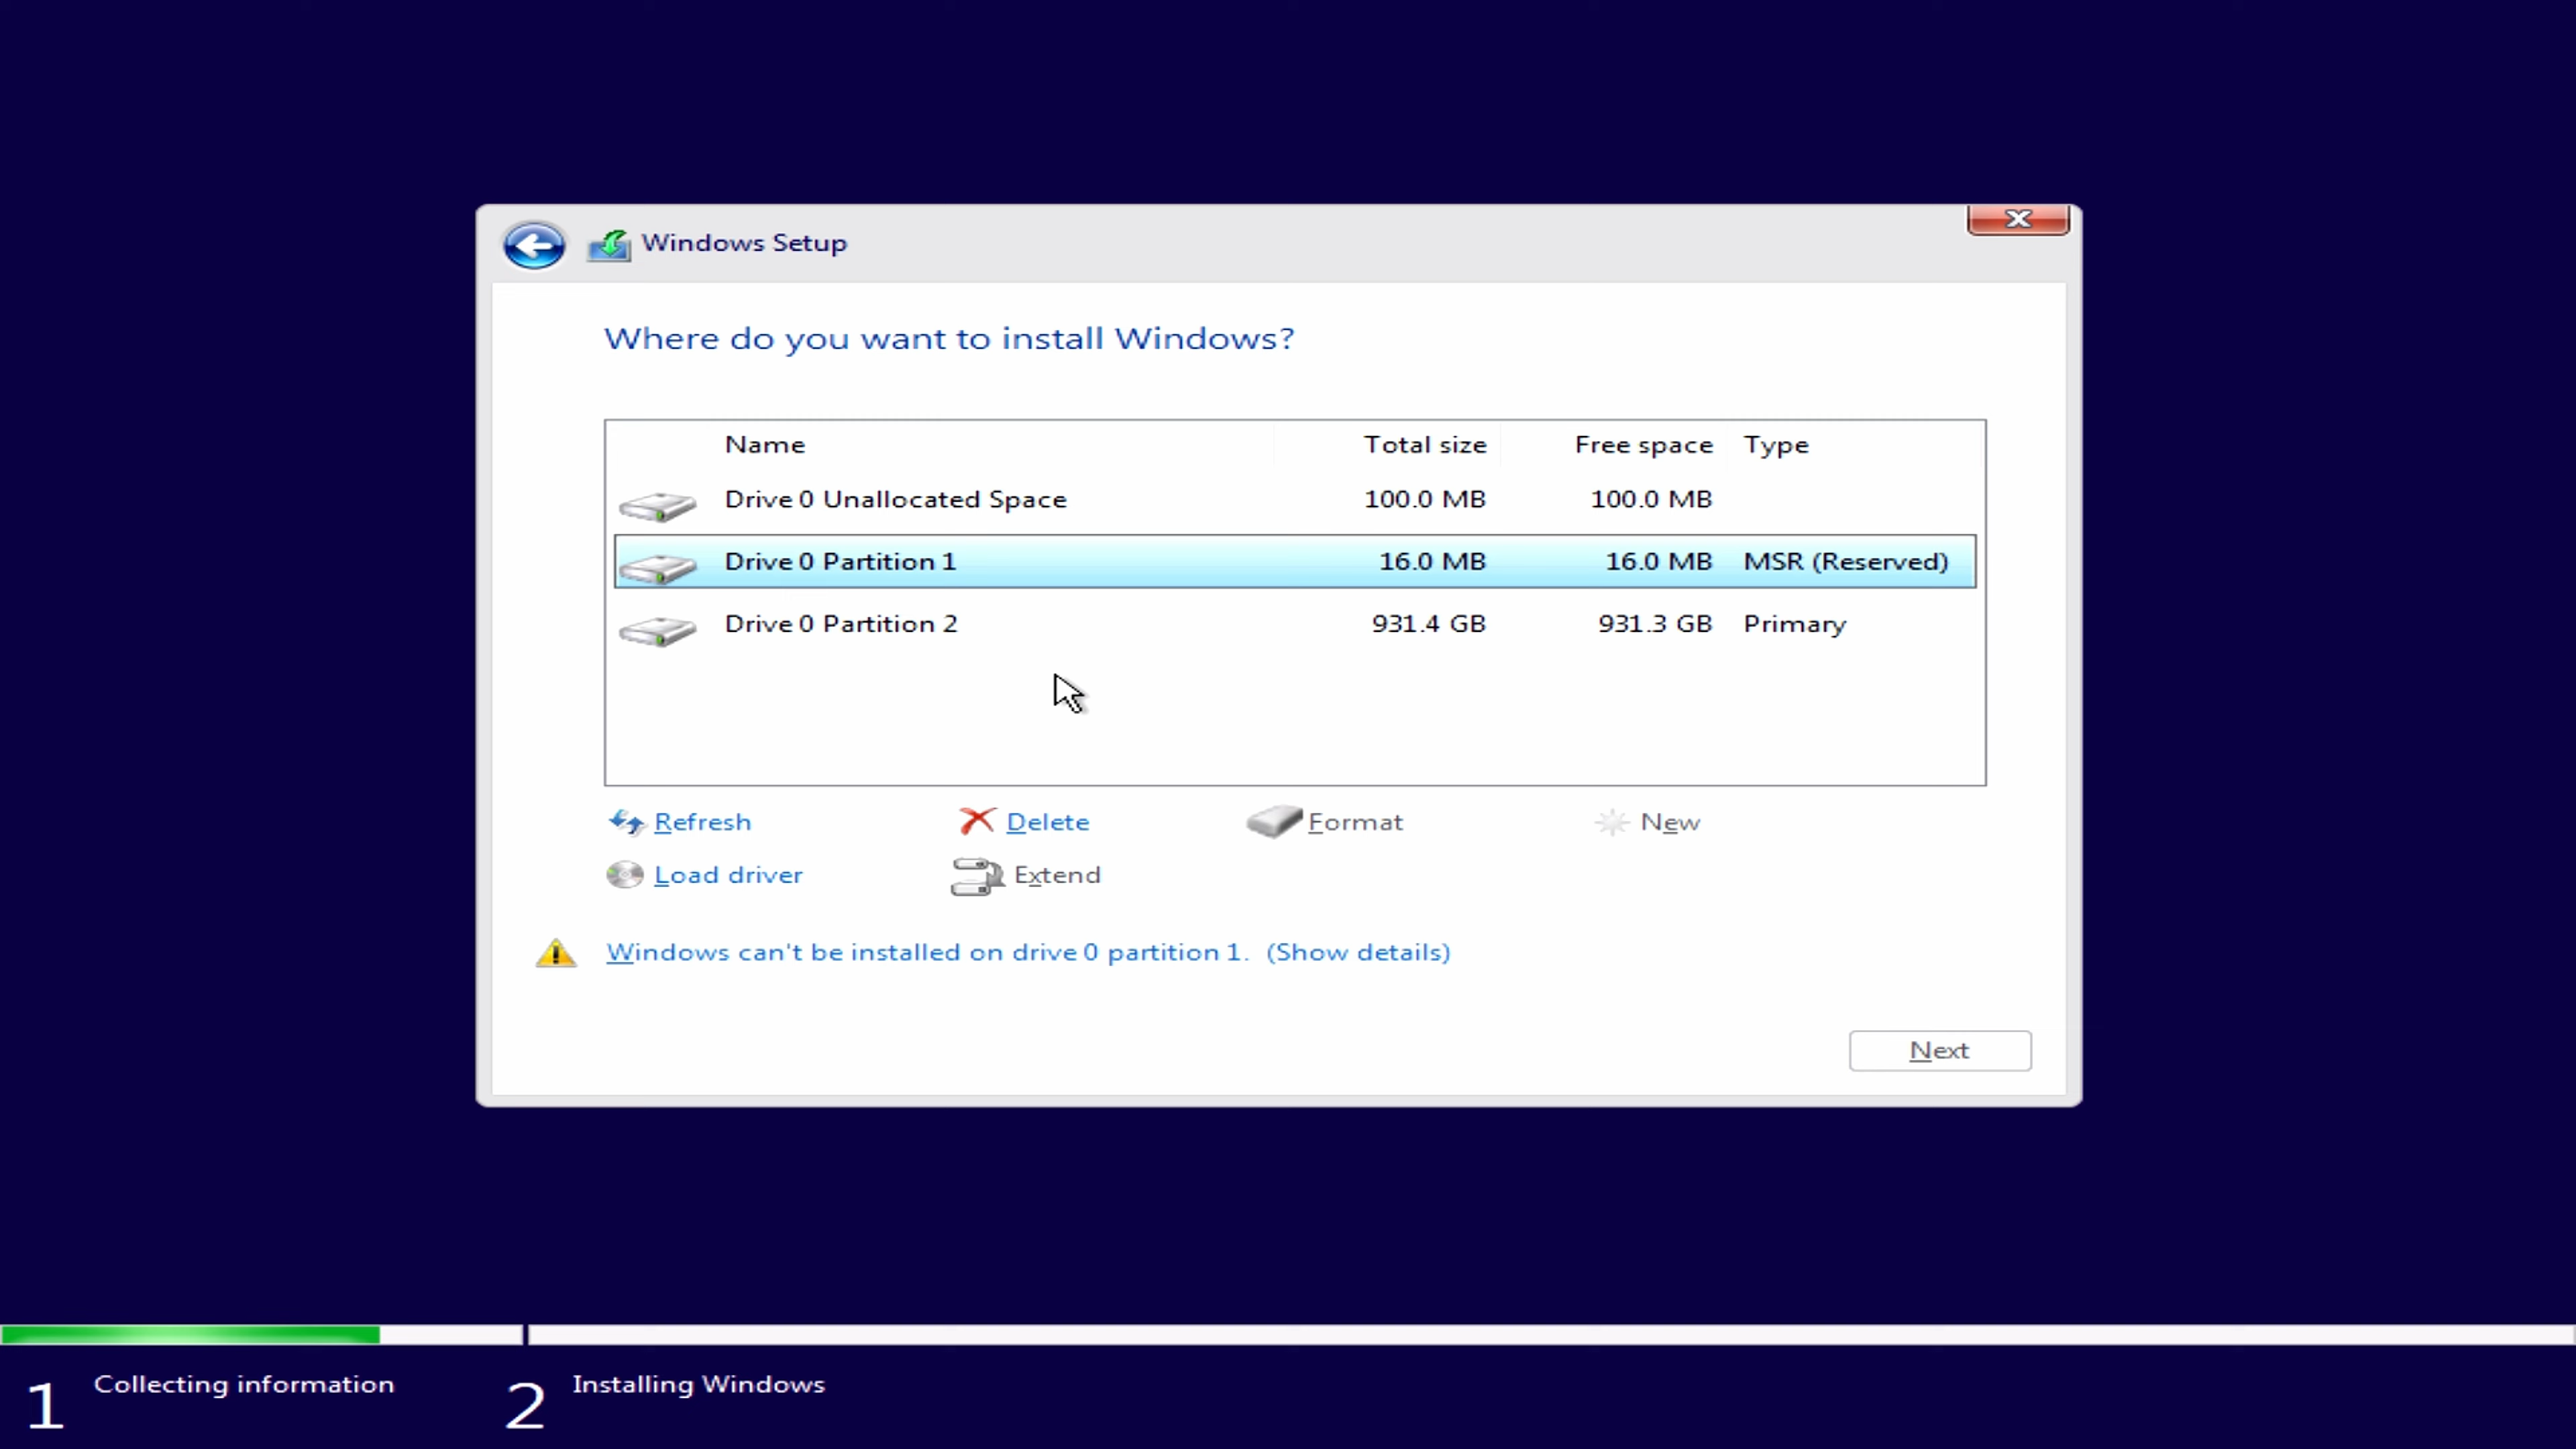 Windows Setup
Where do you want to install Windows?
Name Total size Free space Type
Drive 0 Unallocated Space 100.0 MB 100.0 MB
Drive 0 Partition 1 16.0 MB 16.0 MB MSR (Reserved)
Drive 0 Partition 2 931.4 GB 931.3 GB Primary
Refresh Delete Format New
Load driver Extend
Windows can't be installed on drive 0 partition 1. (Show details)
Next
1 Collecting information 2 Installing Windows